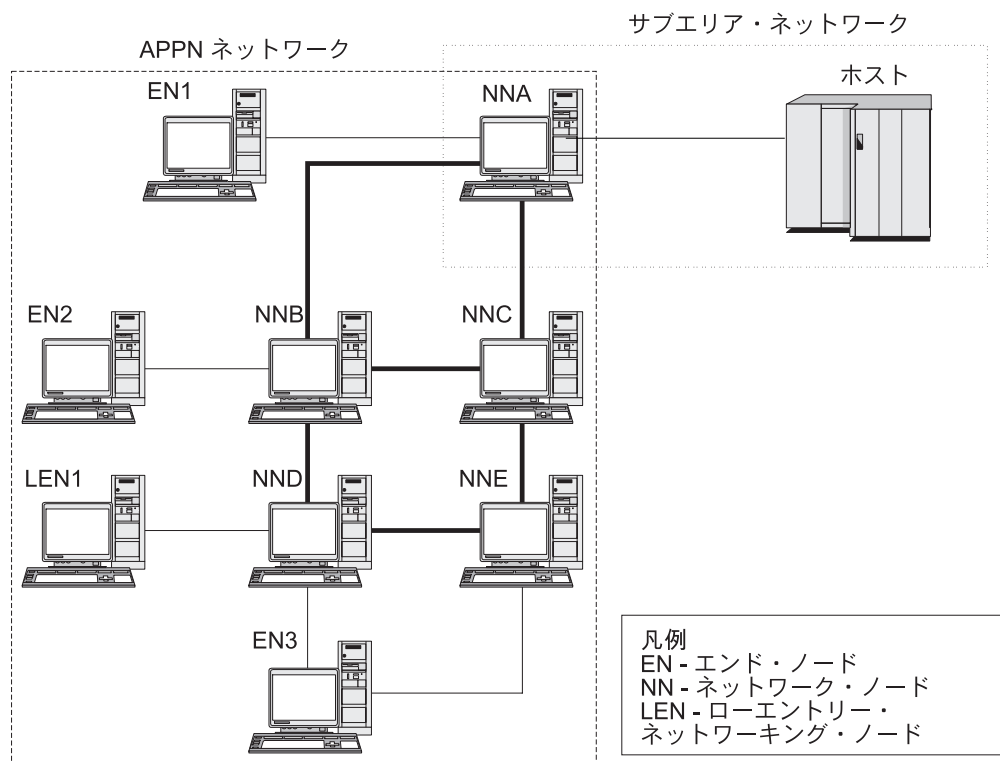 サブエリア・ネットワーク
APPN ネットワーク
ホスト
EN1
NNA
EN2
NNB
NNC
LEN1
NND
NNE
EN3
凡例
EN - エンド・ノード
NN - ネットワーク・ノード
LEN - ローエントリー・
ネットワーキング・ノード